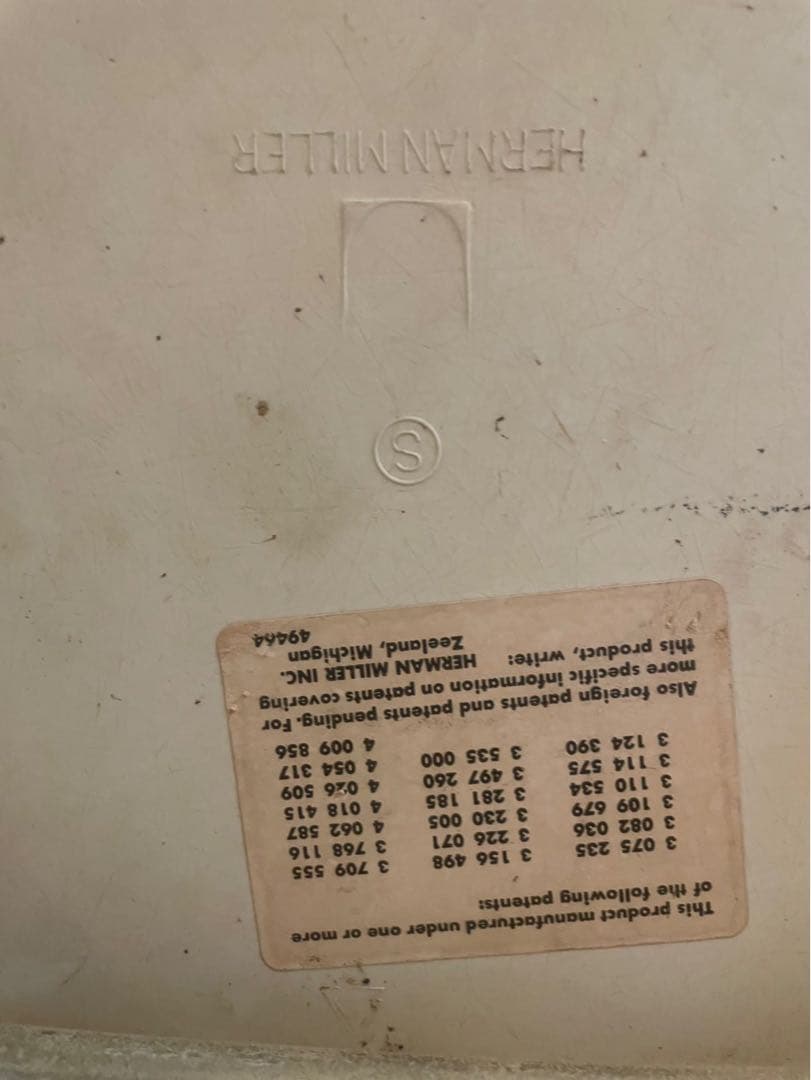 This product manufactured under one or more
of the following patents:
3 075 235 3 156 498 3 709 555
3 082 036 3 226 071 3 768 116
3 109 679 3 230 005 4 062 587
3 110 534 3 281 185 4 018 415
3 114 575 3 497 260 4 026 509
3 124 390 3 535 000 4 054 317
4 009 856
Also foreign patents and patents pending. For
more specific information on patents covering
this product, write: HERMAN MILLER INC.
Zeeland, Michigan
49464
S
HERMAN MILLER